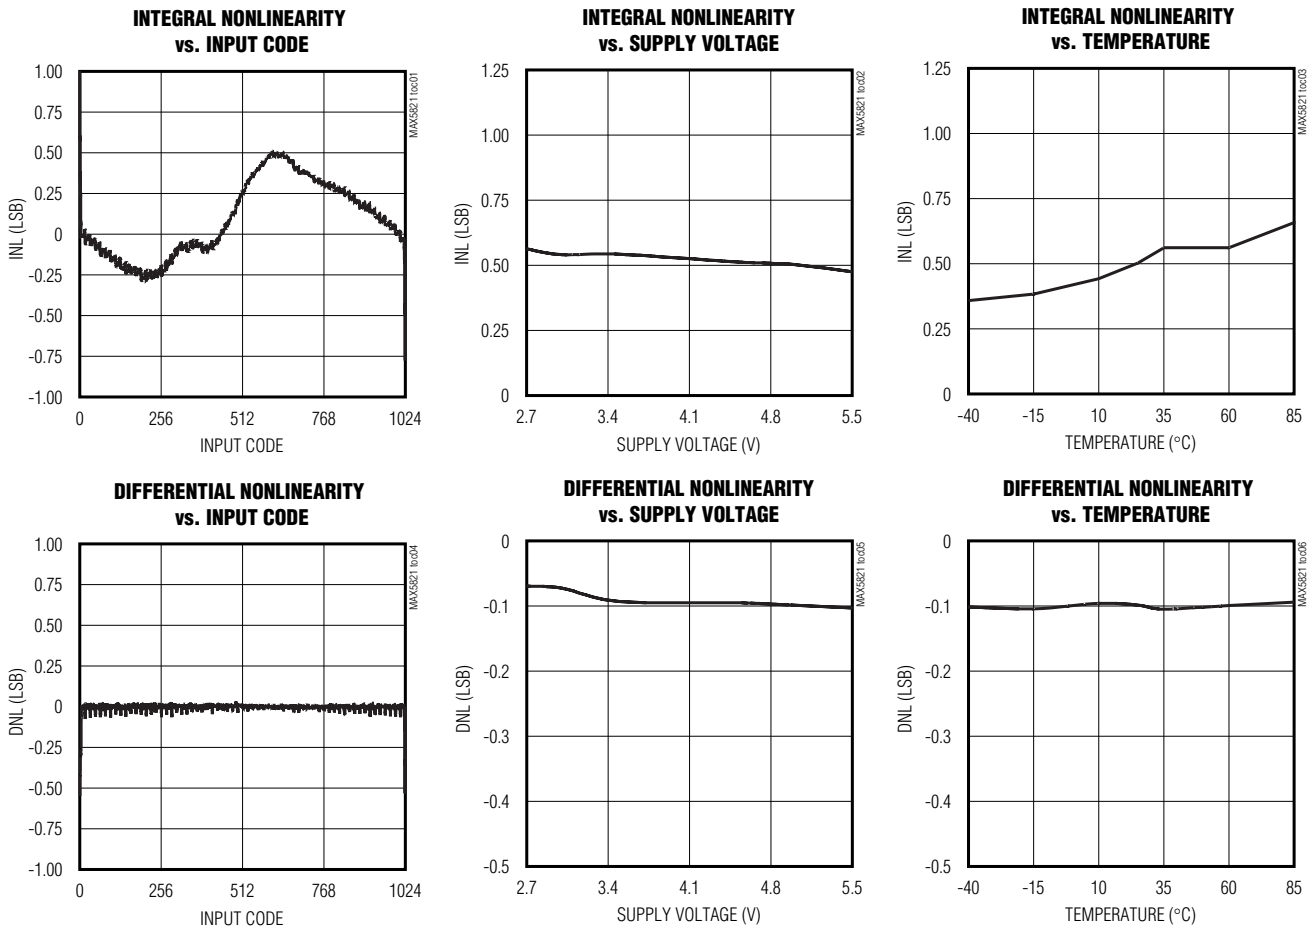 INTEGRAL NONLINEARITY
vs. INPUT CODE
1.00
0.75
0.50
0.25
0
-0.25
-0.50
-0.75
-1.00
INL (LSB)
0 256 512 768 1024
INPUT CODE
MAX5821 toc01
INTEGRAL NONLINEARITY
vs. SUPPLY VOLTAGE
1.25
1.00
0.75
0.50
0.25
0
INL (LSB)
2.7 3.4 4.1 4.8 5.5
SUPPLY VOLTAGE (V)
MAX5821 toc02
INTEGRAL NONLINEARITY
vs. TEMPERATURE
1.25
1.00
0.75
0.50
0.25
0
INL (LSB)
-40 -15 10 35 60 85
TEMPERATURE (°C)
MAX5821 toc03
DIFFERENTIAL NONLINEARITY
vs. INPUT CODE
1.00
0.75
0.50
0.25
0
-0.25
-0.50
-0.75
-1.00
DNL (LSB)
0 256 512 768 1024
INPUT CODE
MAX5821 toc04
DIFFERENTIAL NONLINEARITY
vs. SUPPLY VOLTAGE
0
-0.1
-0.2
-0.3
-0.4
-0.5
DNL (LSB)
2.7 3.4 4.1 4.8 5.5
SUPPLY VOLTAGE (V)
MAX5821 toc05
DIFFERENTIAL NONLINEARITY
vs. TEMPERATURE
0
-0.1
-0.2
-0.3
-0.4
-0.5
DNL (LSB)
-40 -15 10 35 60 85
TEMPERATURE (°C)
MAX5821 toc06